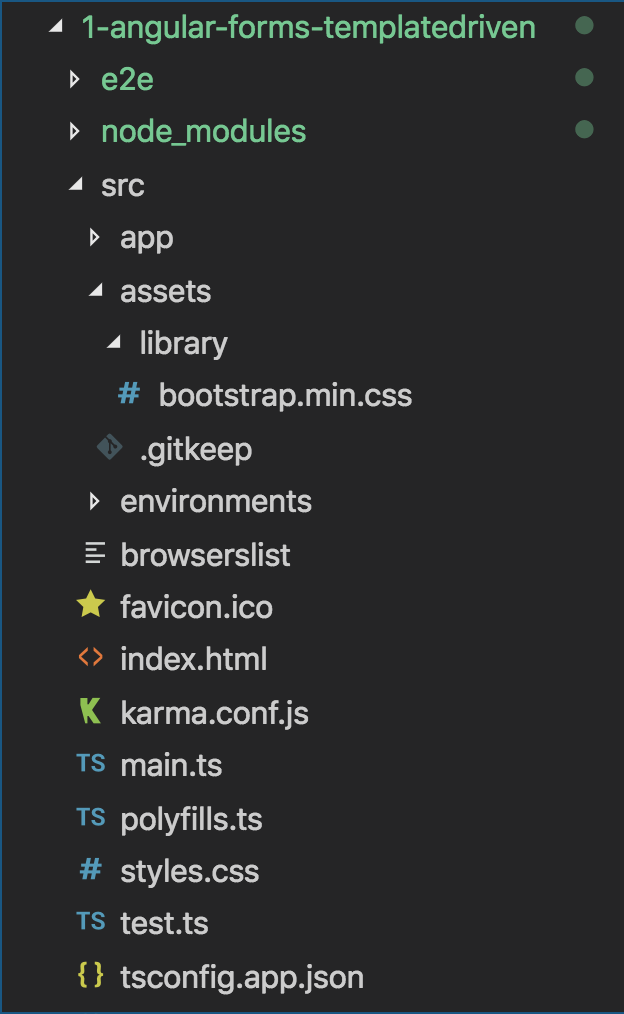 1-angular-forms-templatedriven
e2e
node_modules
src
app
assets
library
# bootstrap.min.css
.gitkeep
environments
browserslist
favicon.ico
<> index.html
K karma.conf.js
TS main.ts
TS polyfills.ts
# styles.css
TS test.ts
{} tsconfig.app.json